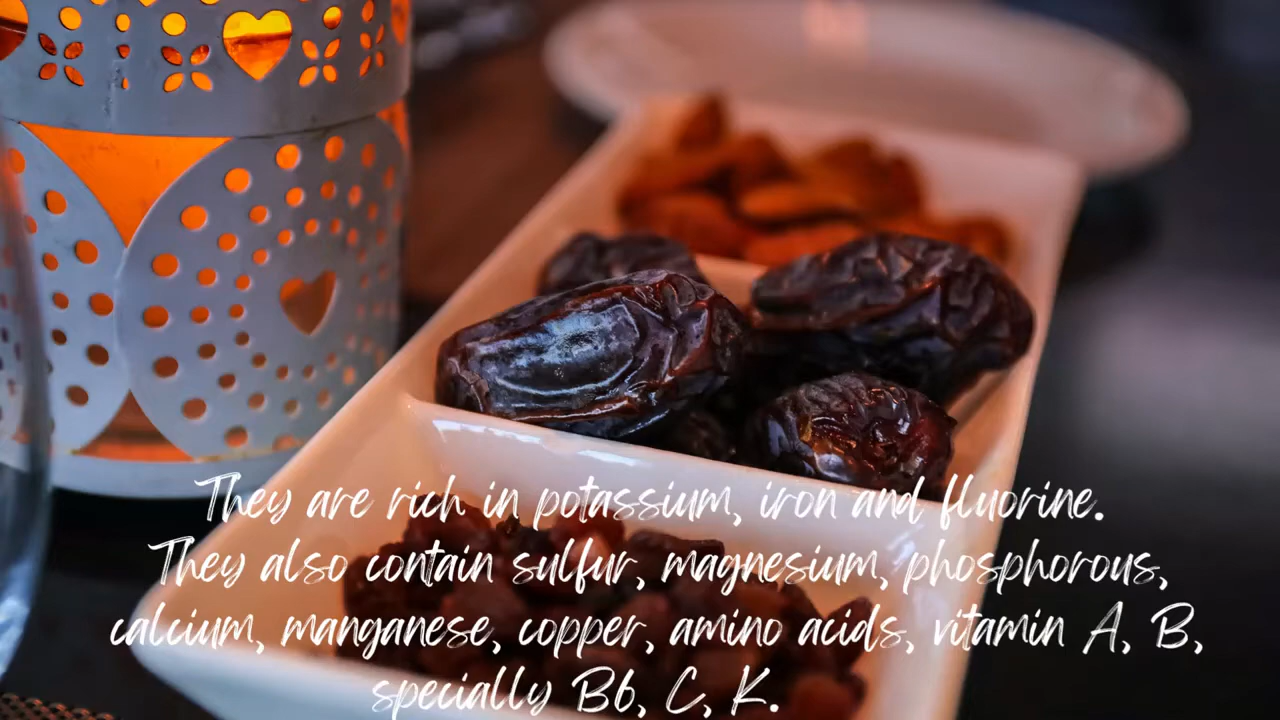 They are rich in potassium, iron and fluorine.
They also contain sulfur, magnesium, phosphorous,
calcium, manganese, copper, amino acids, vitamin A, B,
specially B6, C, K.